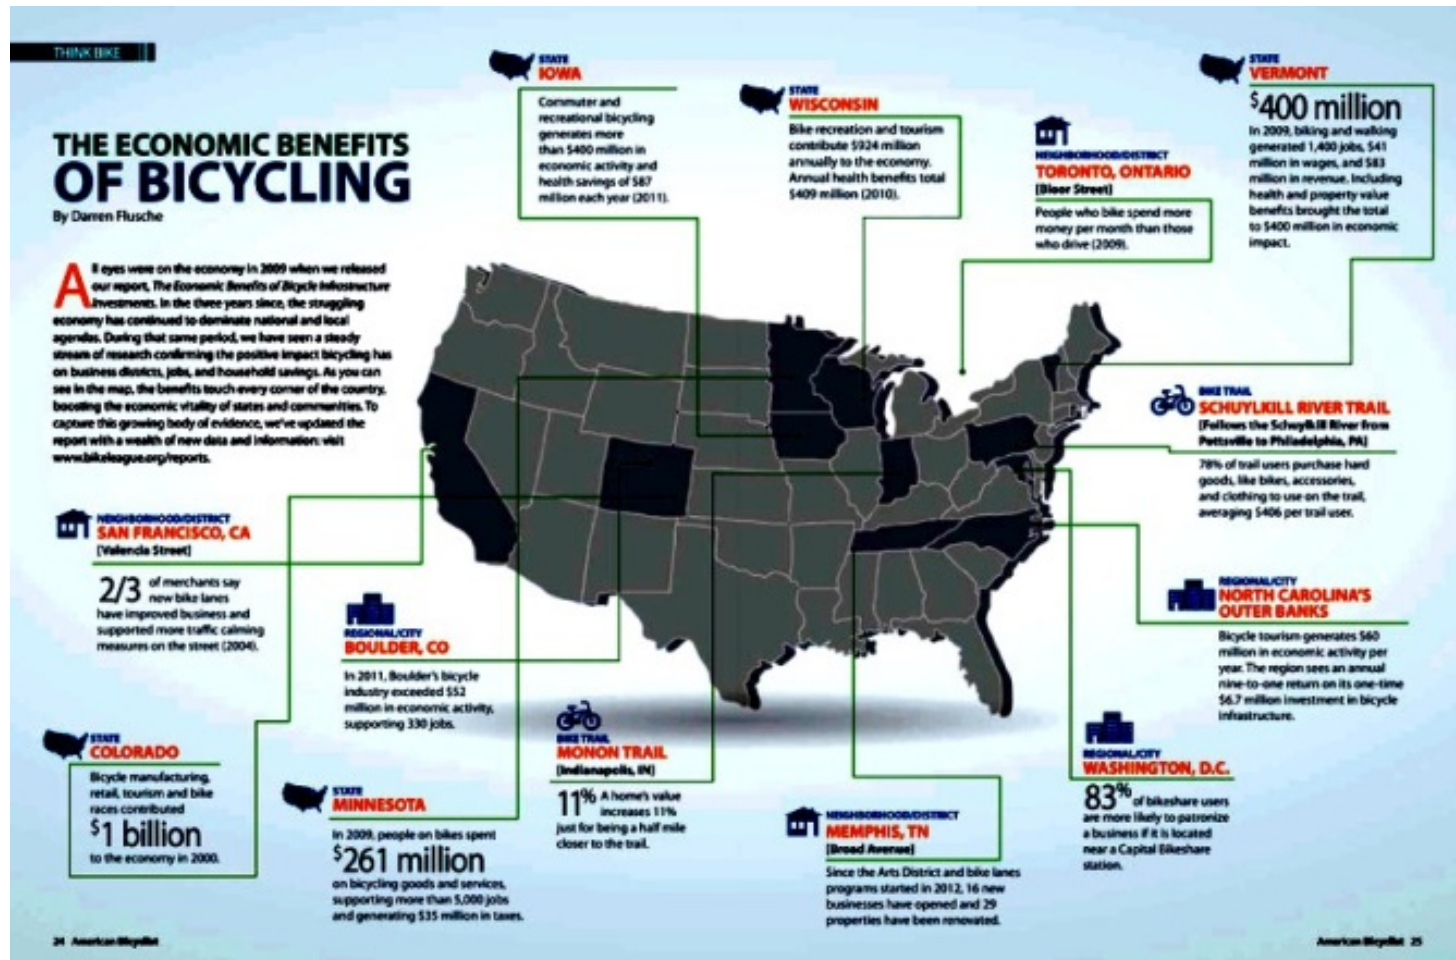 THINK BIKE
THE ECONOMIC BENEFITS
OF BICYCLING
By Darren Flusche
All eyes were on the economy in 2009 when we released
our report, The Economic Benefits of Bicycle Infrastructure
Investments. In the three years since, the struggling
economy has continued to dominate national and local
agendas. During that same period, we have seen a steady
stream of research confirming the positive impact bicycling has
on business districts, jobs, and household savings. As you can
see in the map, the benefits touch every corner of the country,
boosting the economic vitality of states and communities. To
capture this growing body of evidence, we've updated the
report with a wealth of new data and information: visit
www.bikeleague.org/reports.
STATE
IOWA
Commuter and
recreational bicycling
generates more
than $400 million in
economic activity and
health savings of $87
million each year (2011).
STATE
WISCONSIN
Bike recreation and tourism
contribute $924 million
annually to the economy.
Annual health benefits total
$409 million (2010).
NEIGHBORHOOD/DISTRICT
TORONTO, ONTARIO
(Bloor Street)
People who bike spend more
money per month than those
who drive (2009).
STATE
VERMONT
$400 million
In 2009, biking and walking
generated 1,400 jobs, $41
million in wages, and $83
million in revenue. Including
health and property value
benefits brought the total
to $400 million in economic
impact.
BIKE TRAIL
SCHUYLKILL RIVER TRAIL
(Follows the Schuylkill River from
Pottsville to Philadelphia, PA)
78% of trail users purchase hard
goods, like bikes, accessories,
and clothing to use on the trail,
averaging $406 per trail user.
NEIGHBORHOOD/DISTRICT
SAN FRANCISCO, CA
(Valencia Street)
2/3 of merchants say
new bike lanes
have improved business and
supported more traffic calming
measures on the street (2004).
REGIONAL/CITY
BOULDER, CO
In 2011, Boulder's bicycle
industry exceeded $52
million in economic activity,
supporting 330 jobs.
REGIONAL/CITY
NORTH CAROLINA'S
OUTER BANKS
Bicycle tourism generates $60
million in economic activity per
year. The region sees an annual
nine-to-one return on its one-time
$6.7 million investment in bicycle
infrastructure.
STATE
COLORADO
Bicycle manufacturing,
retail, tourism and bike
races contributed
$1 billion
to the economy in 2000.
STATE
MINNESOTA
In 2009, people on bikes spent
$261 million
on bicycling goods and services,
supporting more than 5,000 jobs
and generating $35 million in taxes.
BIKE TRAIL
MONON TRAIL
(Indianapolis, IN)
11% A home's value
increases 11%
just for being a half mile
closer to the trail.
NEIGHBORHOOD/DISTRICT
MEMPHIS, TN
(Broad Avenue)
Since the Arts District and bike lanes
programs started in 2012, 16 new
businesses have opened and 29
properties have been renovated.
REGIONAL/CITY
WASHINGTON, D.C.
83% of bikeshare users
are more likely to patronize
a business if it is located
near a Capital Bikeshare
station.
24 American Bicyclist
American Bicyclist 25